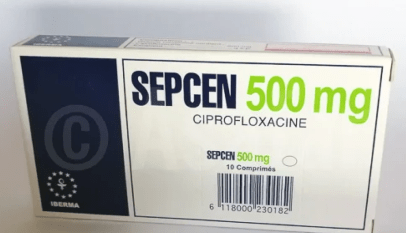 SEPCEN 500 mg
CIPROFLOXACINE
SEPCEN 500 mg
10 Comprimés
6 118000 230182
©
IBERMA